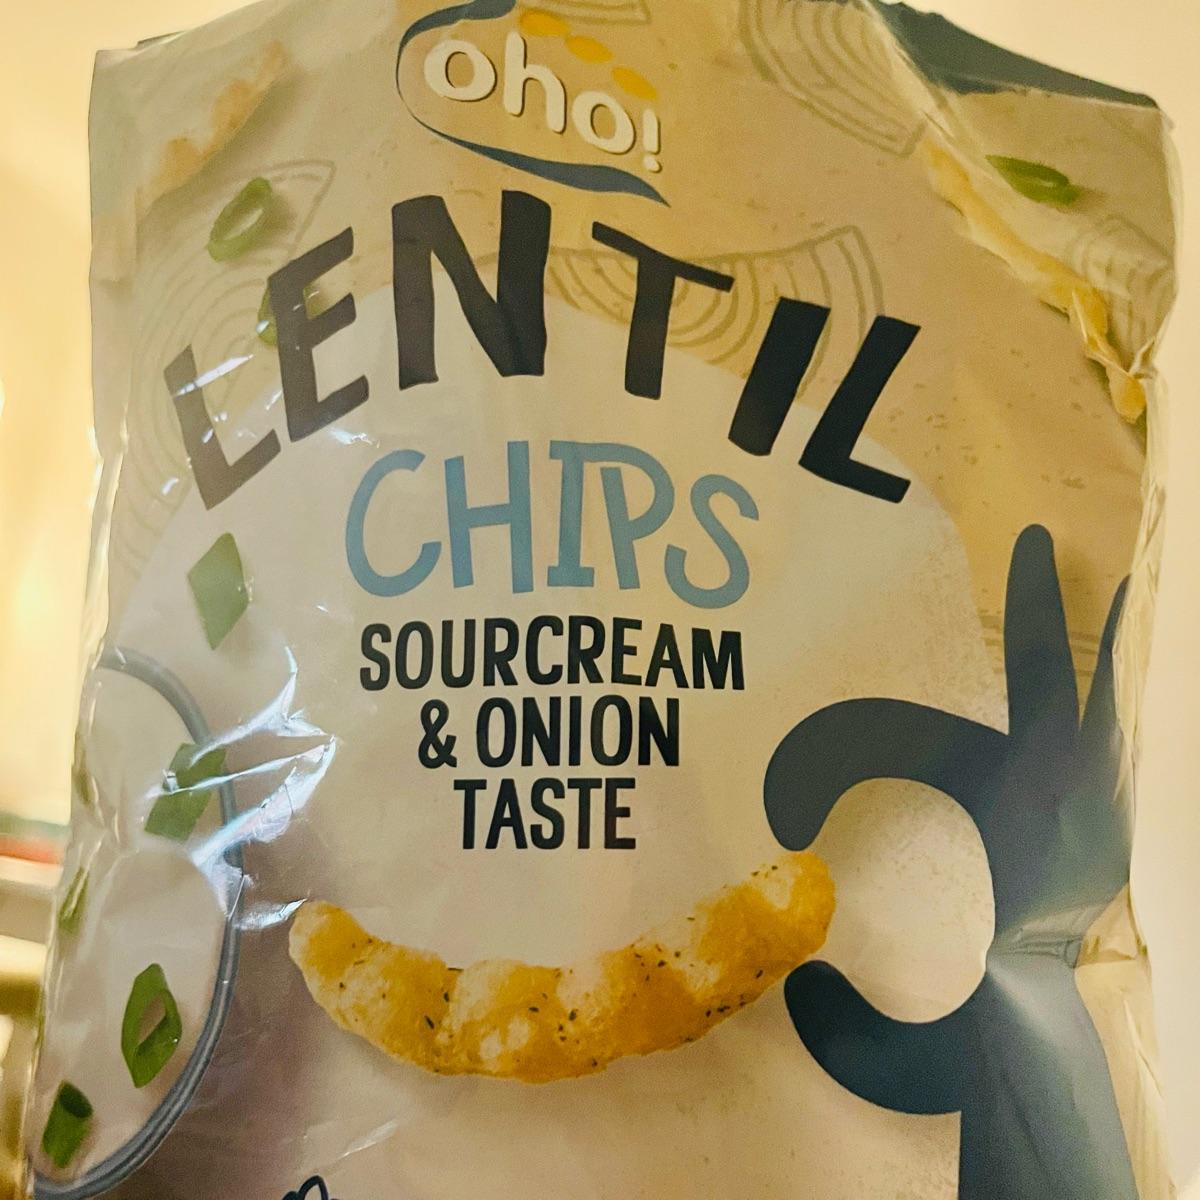 oho!
LENTIL
CHIPS
SOURCREAM
& ONION
TASTE